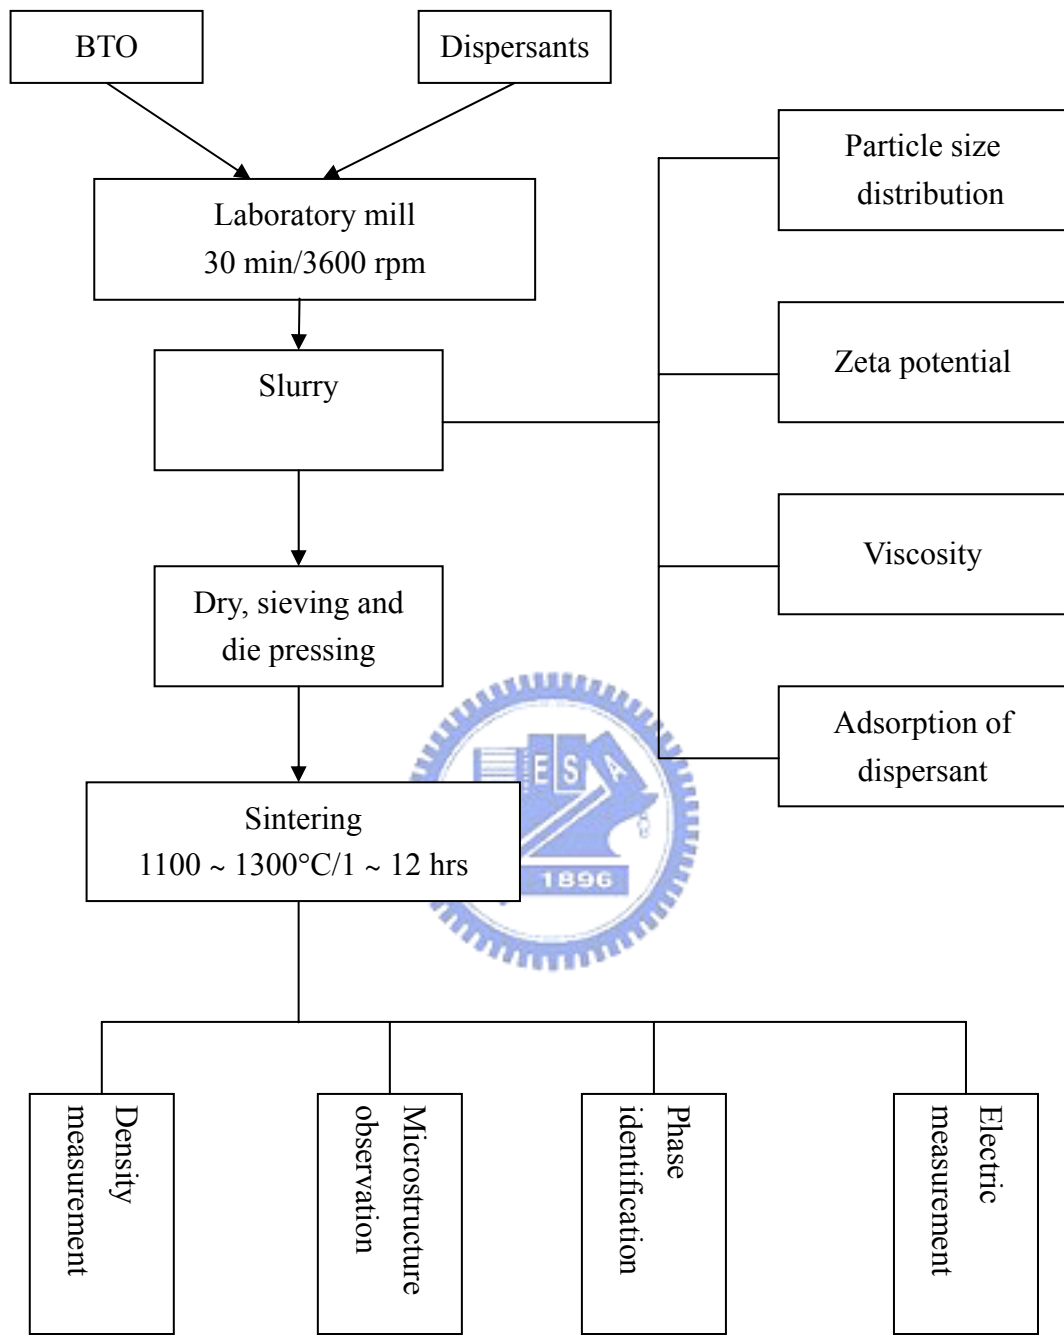 BTO
Dispersants
Laboratory mill
30 min/3600 rpm
Slurry
Dry, sieving and
die pressing
Sintering
1100 ~ 1300°C/1 ~ 12 hrs
Particle size
distribution
Zeta potential
Viscosity
Adsorption of
dispersant
ESA
1896
Density
measurement
Microstructure
observation
Phase
identification
Electric
measurement